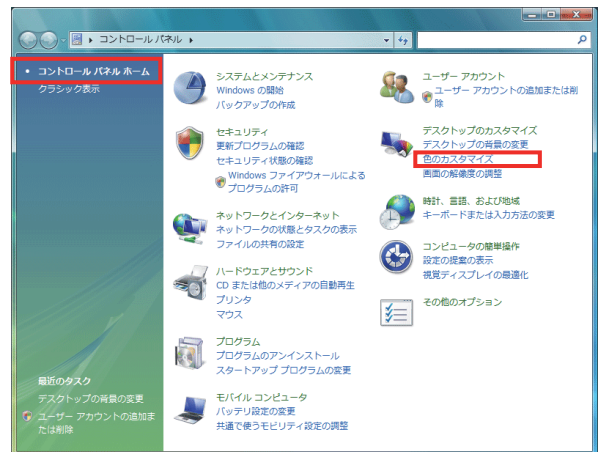 コントロール パネル
コントロール パネル ホーム
クラシック表示
システムとメンテナンス
Windows の開始
バックアップの作成
セキュリティ
更新プログラムの確認
セキュリティ状態の確認
Windows ファイアウォールによる
プログラムの許可
ネットワークとインターネット
ネットワークの状態とタスクの表示
ファイルの共有の設定
ハードウェアとサウンド
CD または他のメディアの自動再生
プリンタ
マウス
プログラム
プログラムのアンインストール
スタートアップ プログラムの変更
モバイル コンピュータ
バッテリ設定の変更
共通で使うモビリティ設定の調整
ユーザー アカウント
ユーザー アカウントの追加または削
除
デスクトップのカスタマイズ
デスクトップの背景の変更
色のカスタマイズ
画面の解像度の調整
時計、言語、および地域
キーボードまたは入力方法の変更
コンピュータの簡単操作
設定の提案の表示
視覚ディスプレイの最適化
その他のオプション
最近のタスク
デスクトップの背景の変更
ユーザー アカウントの追加ま
たは削除